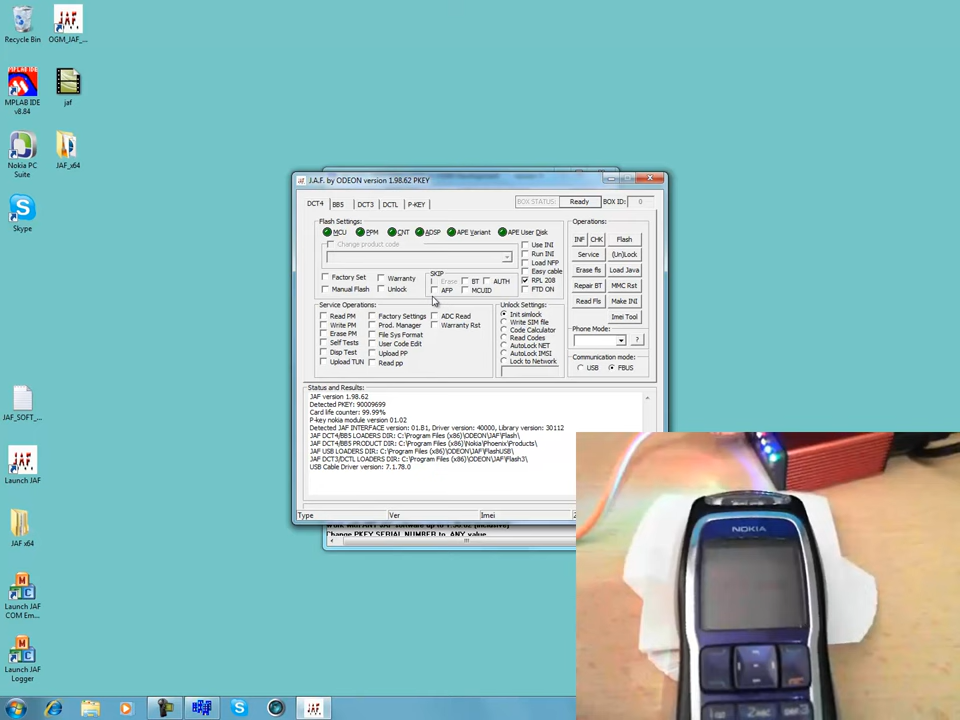 Recycle Bin
OGM_JAF_...
MPLAB IDE
v8.84
jaf
Nokia PC
Suite
JAF_x64
Skype
JAF_SOFT_...
Launch JAF
JAF x64
Launch JAF
COM Em...
Launch JAF
Logger
J.A.F. by ODEON version 1.98.62 PKEY
DCT4 BB5 DCT3 DCTL P-KEY
BOX STATUS: Ready BOX ID: 0
Flash Settings:
MCU PPM CNT ADSP APE Variant APE User Disk
Change product code
Use INI
Run INI
Load NFP
Easy cable
RPL 208
FTD ON
Factory Set Warranty
Manual Flash Unlock
SKIP
Erase BT AUTH
AFP MCUID
Operations:
INF CHK Flash
Service (Un)Lock
Erase fls Load Java
Repair BT MMC Rst
Read Fls Make INI
Imei Tool
Phone Mode:
?
Communication mode:
USB FBUS
Service Operations:
Read PM Factory Settings ADC Read
Write PM Prod. Manager Warranty Rst
Erase PM File Sys Format
Self Tests User Code Edit
Disp Test Upload PP
Upload TUN Read pp
Unlock Settings:
Init simlock
Write SIM file
Code Calculator
Read Codes
AutoLock NET
AutoLock IMSI
Lock to Network
Status and Results:
JAF version 1.98.62
Detected PKEY: 90009699
Card life counter: 99.99%
P-key nokia module version 01.02
Detected JAF INTERFACE version: 01.B1, Driver version: 40000, Library version: 30112
JAF DCT4/BB5 LOADERS DIR: C:\Program Files (x86)\ODEON\JAF\Flash\
JAF DCT4/BB5 PRODUCT DIR: C:\Program Files (x86)\Nokia\Phoenix\Products\
JAF USB LOADERS DIR: C:\Program Files (x86)\ODEON\JAF\FlashUSB\
JAF DCT3/DCTL LOADERS DIR: C:\Program Files (x86)\ODEON\JAF\Flash3\
USB Cable Driver version: 7.1.78.0
Type Ver Imei
Change PKEY SERIAL NUMBER to ANY value
NOKIA